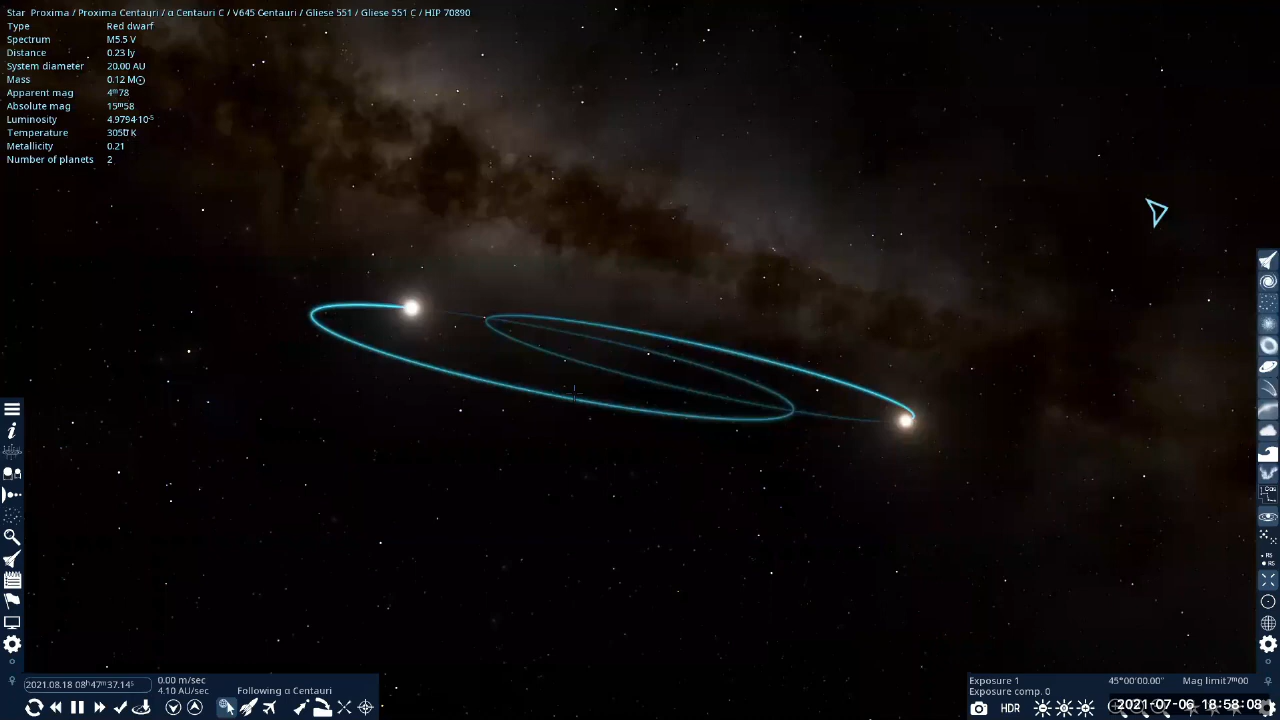 Star Proxima / Proxima Centauri / α Centauri C / V645 Centauri / Gliese 551 / Gliese 551 C / HIP 70890
Type Red dwarf
Spectrum M5.5 V
Distance 0.23 ly
System diameter 20.00 AU
Mass 0.12 M☉
Apparent mag 4ᵐ78
Absolute mag 15ᵐ58
Luminosity 4.9794·10⁻⁵
Temperature 3050 K
Metallicity 0.21
Number of planets 2
1 Gas
RS
RS
2021.08.18 08ʰ47ᵐ37.14ˢ
0.00 m/sec
4.10 AU/sec
Following α Centauri
Exposure 1
Exposure comp. 0
45°00'00.00"
Mag limit 7ᵐ00
HDR
2021-07-06 18:58:08